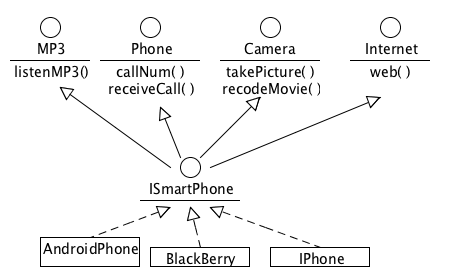 MP3 Phone Camera Internet
listenMP3() callNum( ) takePicture( ) web( )
receiveCall( ) recodeMovie( )
ISmartPhone
AndroidPhone BlackBerry IPhone